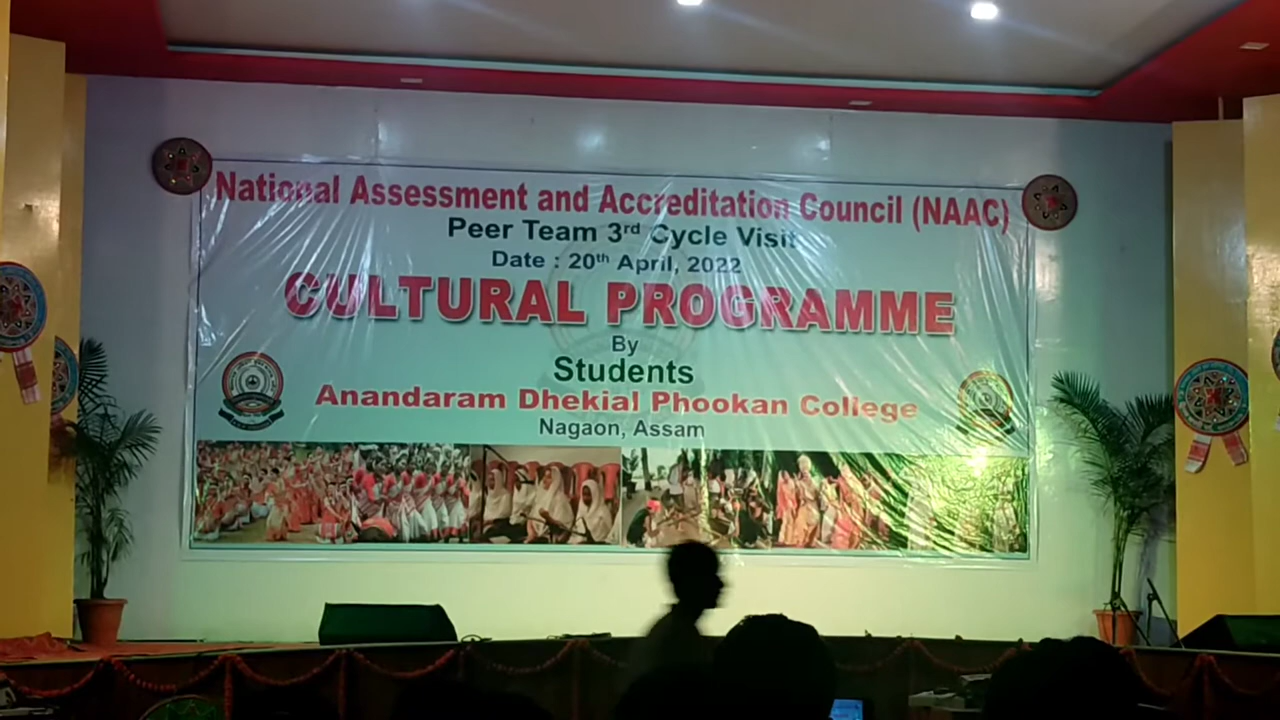 National Assessment and Accreditation Council (NAAC)
Peer Team 3rd Cycle Visit
Date : 20th April, 2022
CULTURAL PROGRAMME
By
Students
Anandaram Dhekial Phookan College
Nagaon, Assam